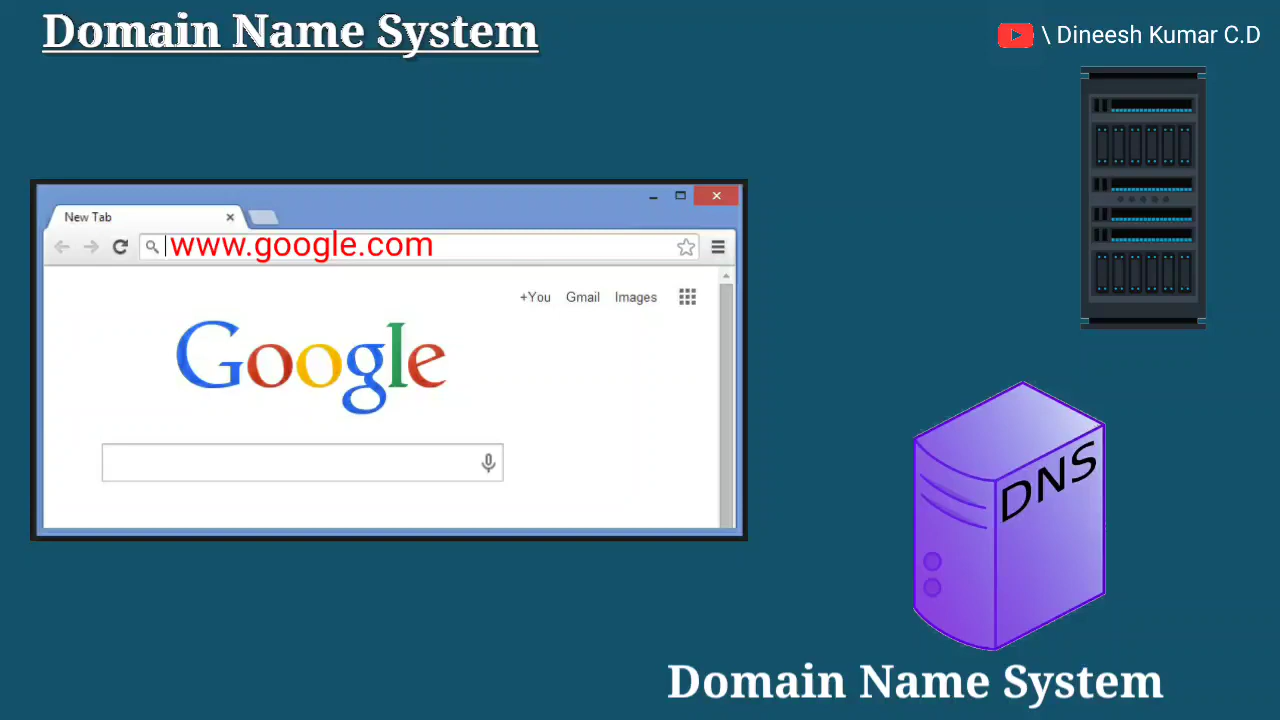 Domain Name System
\ Dineesh Kumar C.D
New Tab
www.google.com
+You Gmail Images
Google
DNS
Domain Name System